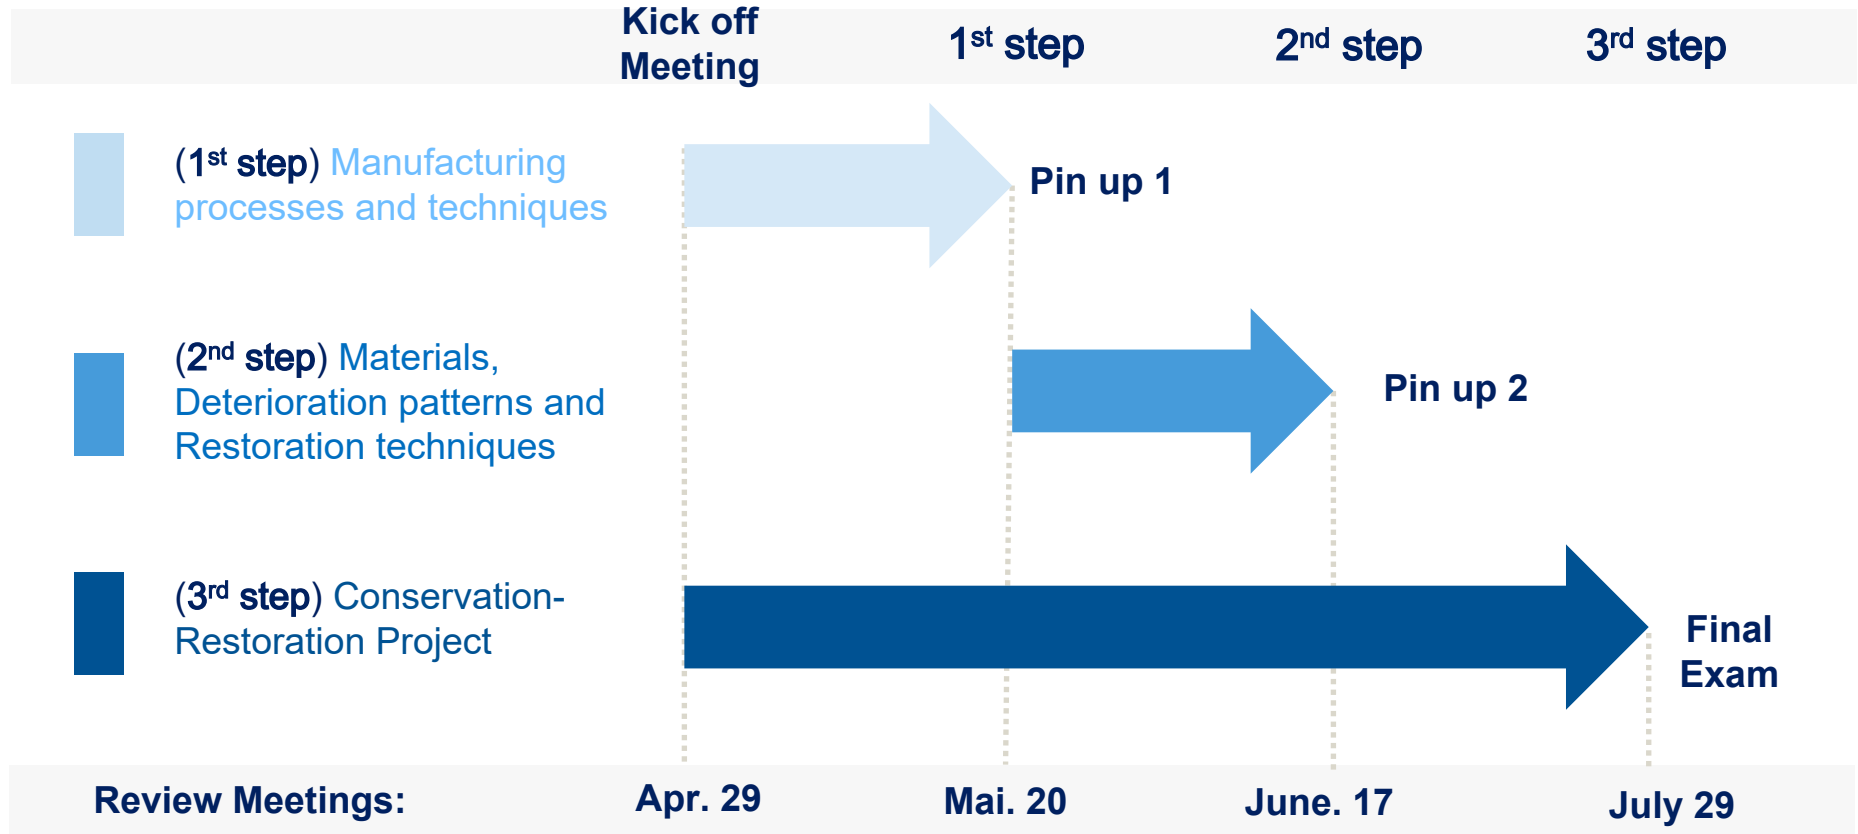 Kick off
Meeting
1st step
2nd step
3rd step
(1st step) Manufacturing
processes and techniques
Pin up 1
(2nd step) Materials,
Deterioration patterns and
Restoration techniques
Pin up 2
(3rd step) Conservation-
Restoration Project
Final
Exam
Review Meetings:
Apr. 29
Mai. 20
June. 17
July 29